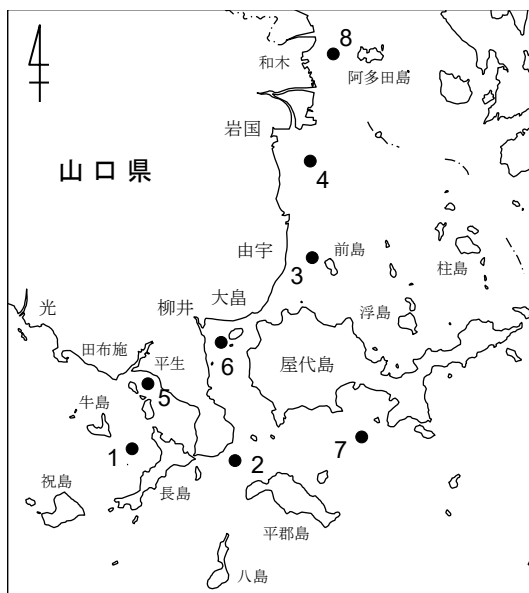 8
和木
阿多田島
岩国
山口県
4
由宇
3
前島
柱島
光
柳井
大畠
浮島
田布施
平生
6
屋代島
5
牛島
1
2
7
祝島
長島
平郡島
八島